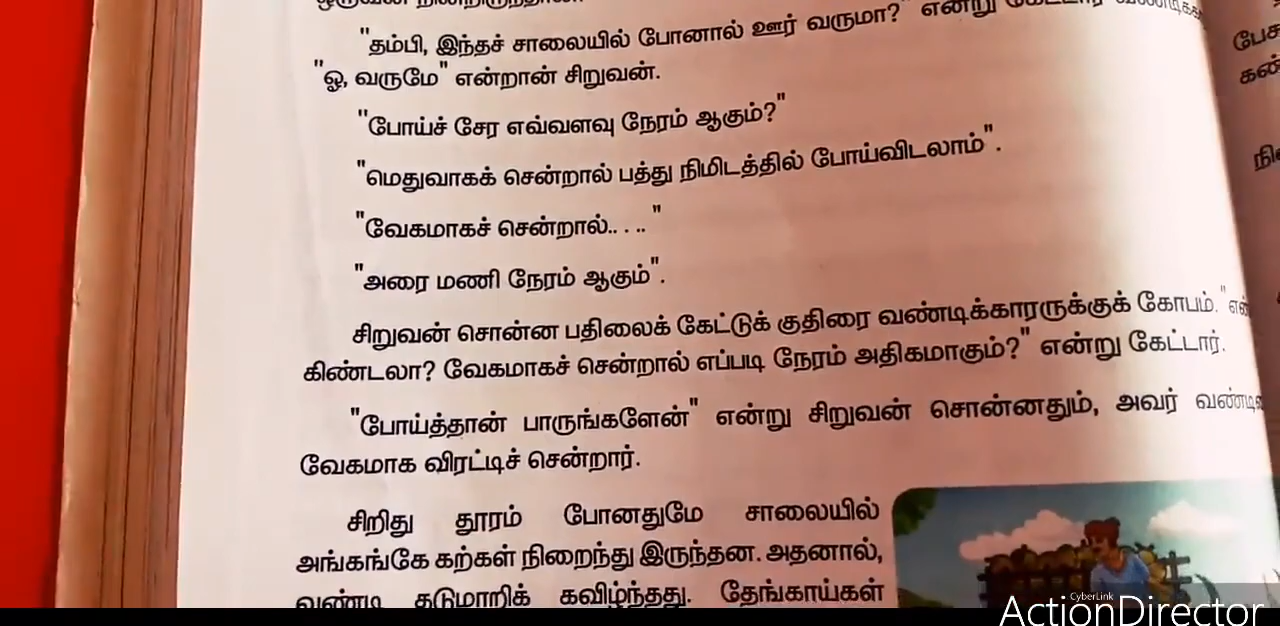 "தம்பி, இந்தச் சாலையில் போனால் ஊர் வருமா?" என்று கேட்டார்
"ஓ, வருமே" என்றான் சிறுவன்.
"போய்ச் சேர எவ்வளவு நேரம் ஆகும்?"
"மெதுவாகக் சென்றால் பத்து நிமிடத்தில் போய்விடலாம்".
"வேகமாகச் சென்றால்.. . .. "
"அரை மணி நேரம் ஆகும்".
சிறுவன் சொன்ன பதிலைக் கேட்டுக் குதிரை வண்டிக்காரருக்குக் கோபம். "
கிண்டலா? வேகமாகச் சென்றால் எப்படி நேரம் அதிகமாகும்?" என்று கேட்டார்.
"போய்த்தான் பாருங்களேன்" என்று சிறுவன் சொன்னதும், அவர்
வேகமாக விரட்டிச் சென்றார்.
சிறிது தூரம் போனதுமே சாலையில்
அங்கங்கே கற்கள் நிறைந்து இருந்தன. அதனால்,
வண்டி தடுமாறிக் கவிழ்ந்தது. தேங்காய்கள்
CyberLink
ActionDirector